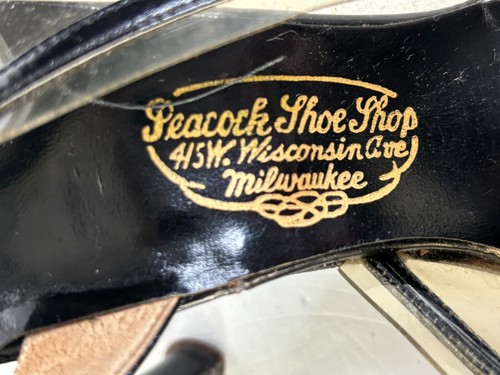 Peacock Shoe Shop
415 W. Wisconsin Ave
Milwaukee